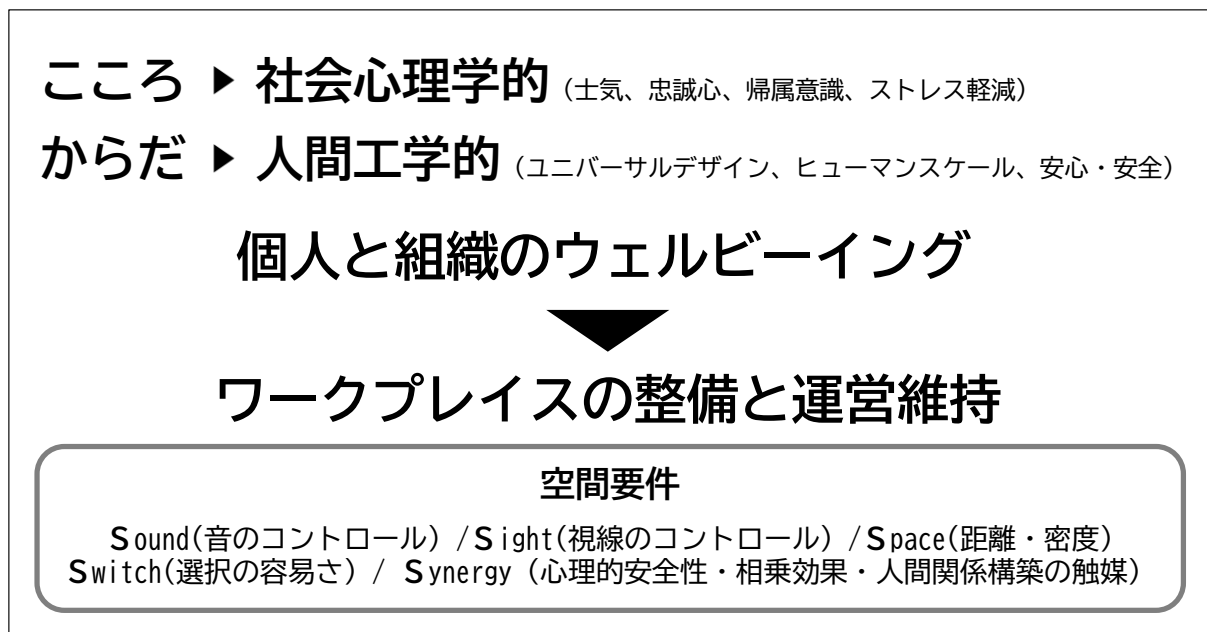 こころ ▶ 社会心理学的（士気、忠誠心、帰属意識、ストレス軽減）
からだ ▶ 人間工学的（ユニバーサルデザイン、ヒューマンスケール、安心・安全）
個人と組織のウェルビーイング
ワークプレイスの整備と運営維持
空間要件
Sound(音のコントロール) /Sight(視線のコントロール) /Space(距離・密度)
Switch(選択の容易さ) / Synergy (心理的安全性・相乗効果・人間関係構築の触媒)